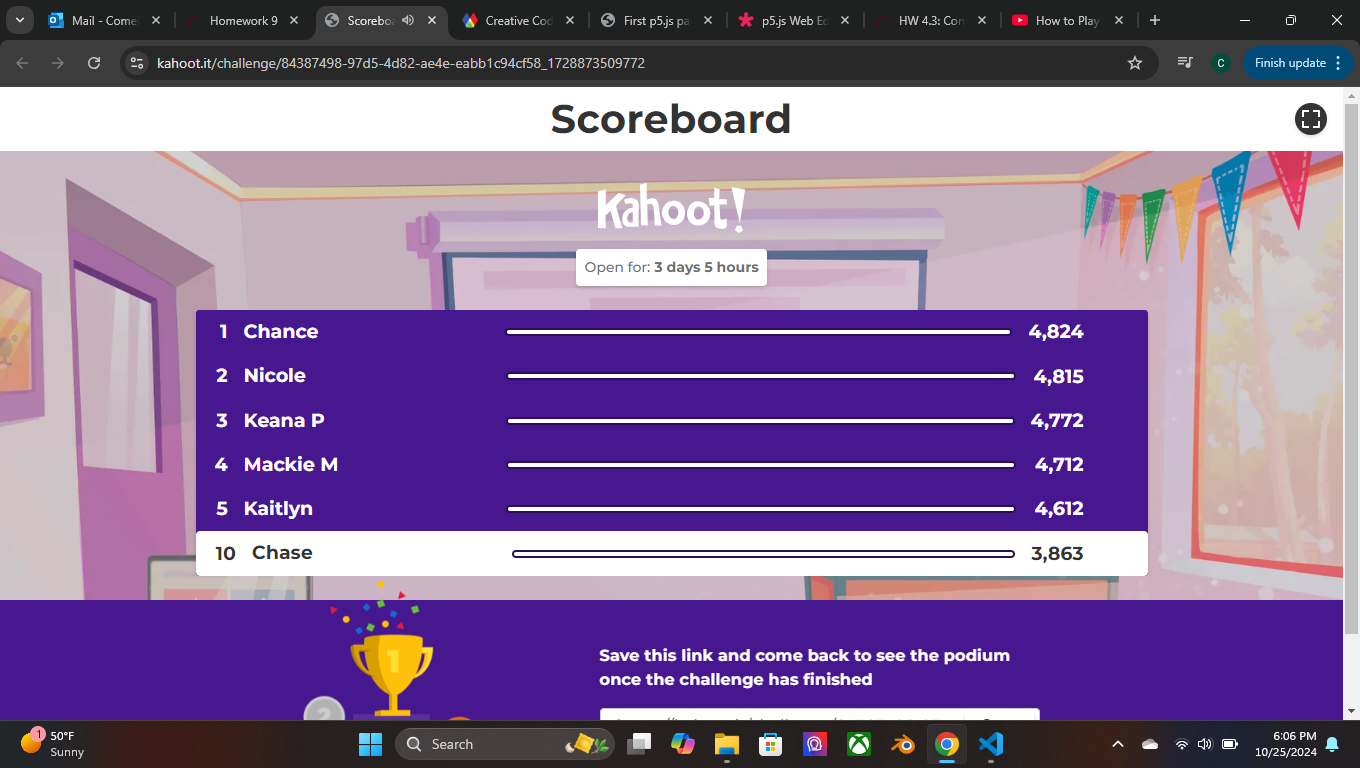 Mail - Comel
Homework 9
Scoreboa
Creative Cod
First p5.js pa
p5.js Web Ed
HW 4.3: Com
How to Play
kahoot.it/challenge/84387498-97d5-4d82-ae4e-eabb1c94cf58_1728873509772
C
Finish update
Scoreboard
Kahoot!
Open for: 3 days 5 hours
1 Chance 4,824
2 Nicole 4,815
3 Keana P 4,772
4 Mackie M 4,712
5 Kaitlyn 4,612
10 Chase 3,863
1
2
Save this link and come back to see the podium
once the challenge has finished
1
50°F
Sunny
Search
6:06 PM
10/25/2024